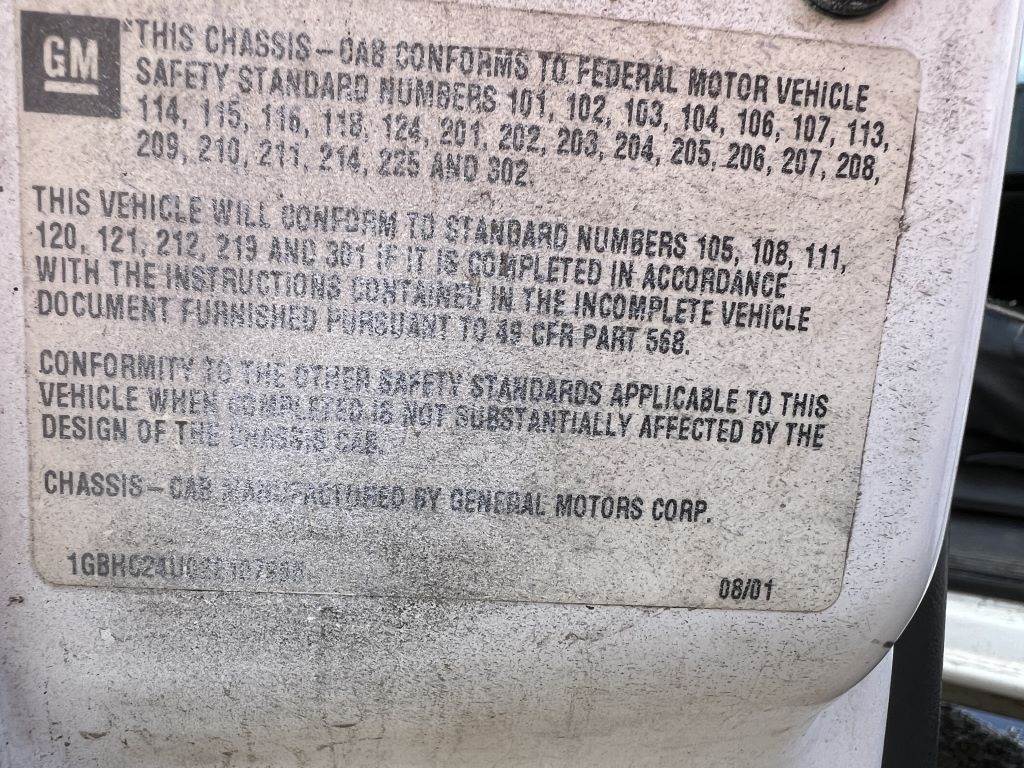 GM
"THIS CHASSIS – CAB CONFORMS TO FEDERAL MOTOR VEHICLE
SAFETY STANDARD NUMBERS 101, 102, 103, 104, 106, 107, 113,
114, 115, 116, 118, 124, 201, 202, 203, 204, 205, 206, 207, 208,
209, 210, 211, 214, 225 AND 302.
THIS VEHICLE WILL CONFORM TO STANDARD NUMBERS 105, 108, 111,
120, 121, 212, 219 AND 301 IF IT IS COMPLETED IN ACCORDANCE
WITH THE INSTRUCTIONS CONTAINED IN THE INCOMPLETE VEHICLE
DOCUMENT FURNISHED PURSUANT TO 49 CFR PART 568.
CONFORMITY TO THE OTHER SAFETY STANDARDS APPLICABLE TO THIS
VEHICLE WHEN COMPLETED IS NOT SUBSTANTIALLY AFFECTED BY THE
DESIGN OF THE CHASSIS CAB.
CHASSIS – CAB MANUFACTURED BY GENERAL MOTORS CORP.
08/01